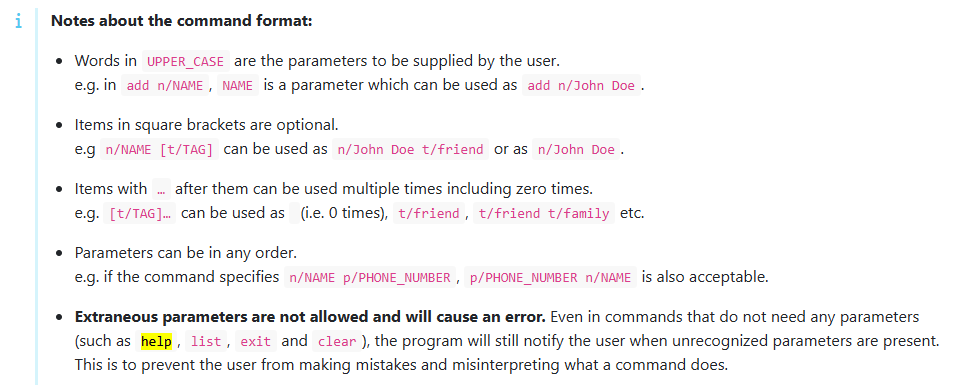 i Notes about the command format:
• Words in UPPER_CASE are the parameters to be supplied by the user.
e.g. in add n/NAME , NAME is a parameter which can be used as add n/John Doe .
• Items in square brackets are optional.
e.g n/NAME [t/TAG] can be used as n/John Doe t/friend or as n/John Doe .
• Items with … after them can be used multiple times including zero times.
e.g. [t/TAG]… can be used as (i.e. 0 times), t/friend , t/friend t/family etc.
• Parameters can be in any order.
e.g. if the command specifies n/NAME p/PHONE_NUMBER , p/PHONE_NUMBER n/NAME is also acceptable.
• Extraneous parameters are not allowed and will cause an error. Even in commands that do not need any parameters
(such as help , list , exit and clear ), the program will still notify the user when unrecognized parameters are present.
This is to prevent the user from making mistakes and misinterpreting what a command does.